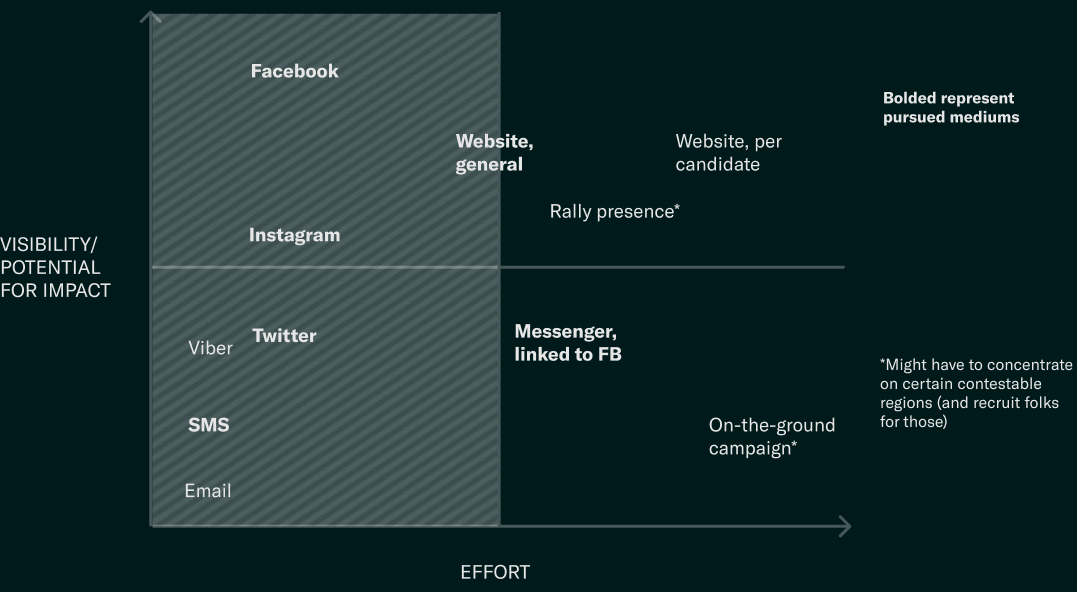 Facebook
Bolded represent
pursued mediums
Website,
general
Website, per
candidate
Rally presence*
Instagram
VISIBILITY/
POTENTIAL
FOR IMPACT
Twitter
Viber
Messenger,
linked to FB
*Might have to concentrate
on certain contestable
regions (and recruit folks
for those)
SMS
On-the-ground
campaign*
Email
EFFORT